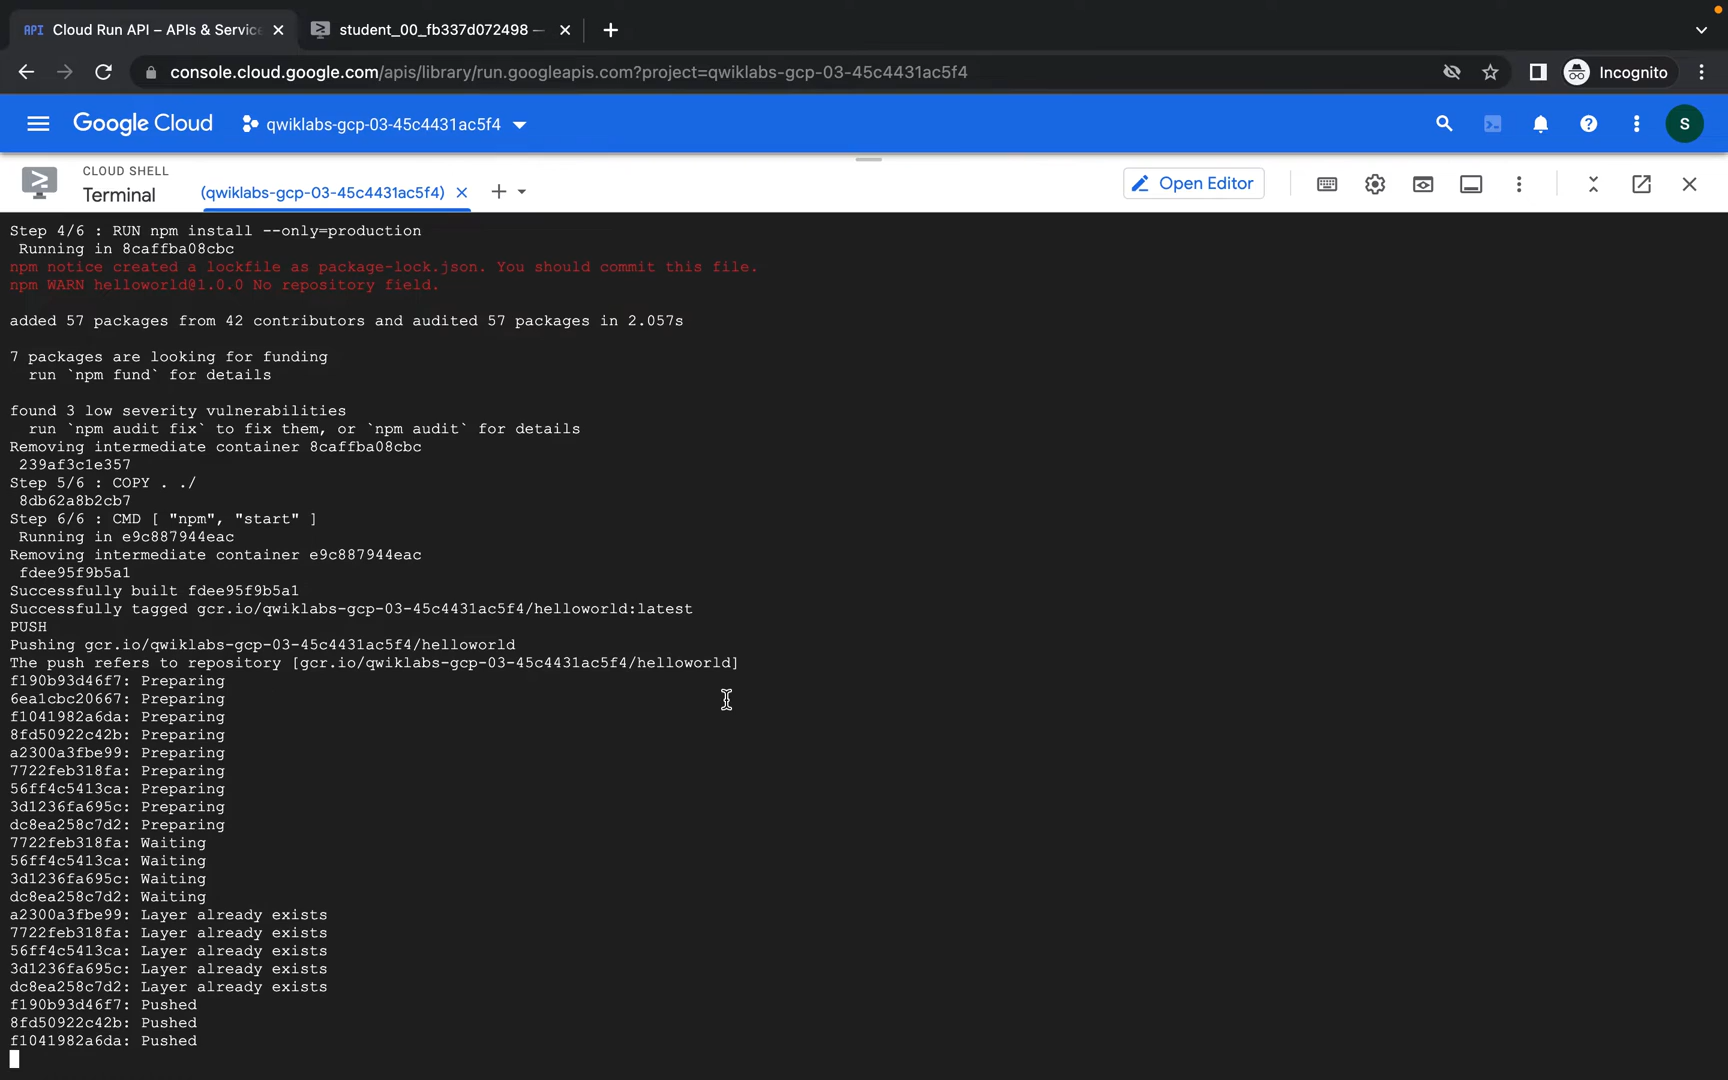 API Cloud Run API – APIs & Service
student_00_fb337d072498 —
console.cloud.google.com/apis/library/run.googleapis.com?project=qwiklabs-gcp-03-45c4431ac5f4
Incognito
Google Cloud
qwiklabs-gcp-03-45c4431ac5f4
S
CLOUD SHELL
Terminal
(qwiklabs-gcp-03-45c4431ac5f4)
Open Editor
Step 4/6 : RUN npm install --only=production
Running in 8caffba08cbc
npm notice created a lockfile as package-lock.json. You should commit this file.
npm WARN helloworld@1.0.0 No repository field.
added 57 packages from 42 contributors and audited 57 packages in 2.057s
7 packages are looking for funding
run `npm fund` for details
found 3 low severity vulnerabilities
run `npm audit fix` to fix them, or `npm audit` for details
Removing intermediate container 8caffba08cbc
239af3c1e357
Step 5/6 : COPY . ./
8db62a8b2cb7
Step 6/6 : CMD [ "npm", "start" ]
Running in e9c887944eac
Removing intermediate container e9c887944eac
fdee95f9b5a1
Successfully built fdee95f9b5a1
Successfully tagged gcr.io/qwiklabs-gcp-03-45c4431ac5f4/helloworld:latest
PUSH
Pushing gcr.io/qwiklabs-gcp-03-45c4431ac5f4/helloworld
The push refers to repository [gcr.io/qwiklabs-gcp-03-45c4431ac5f4/helloworld]
f190b93d46f7: Preparing
6ea1cbc20667: Preparing
f1041982a6da: Preparing
8fd50922c42b: Preparing
a2300a3fbe99: Preparing
7722feb318fa: Preparing
56ff4c5413ca: Preparing
3d1236fa695c: Preparing
dc8ea258c7d2: Preparing
7722feb318fa: Waiting
56ff4c5413ca: Waiting
3d1236fa695c: Waiting
dc8ea258c7d2: Waiting
a2300a3fbe99: Layer already exists
7722feb318fa: Layer already exists
56ff4c5413ca: Layer already exists
3d1236fa695c: Layer already exists
dc8ea258c7d2: Layer already exists
f190b93d46f7: Pushed
8fd50922c42b: Pushed
f1041982a6da: Pushed